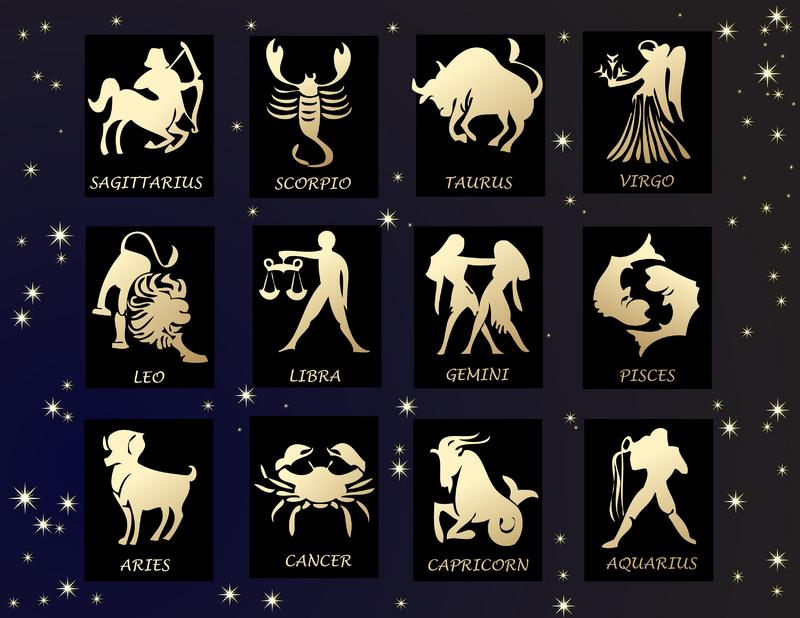 SAGITTARIUS
SCORPIO
TAURUS
VIRGO
LEO
LIBRA
GEMINI
PISCES
ARIES
CANCER
CAPRICORN
AQUARIUS